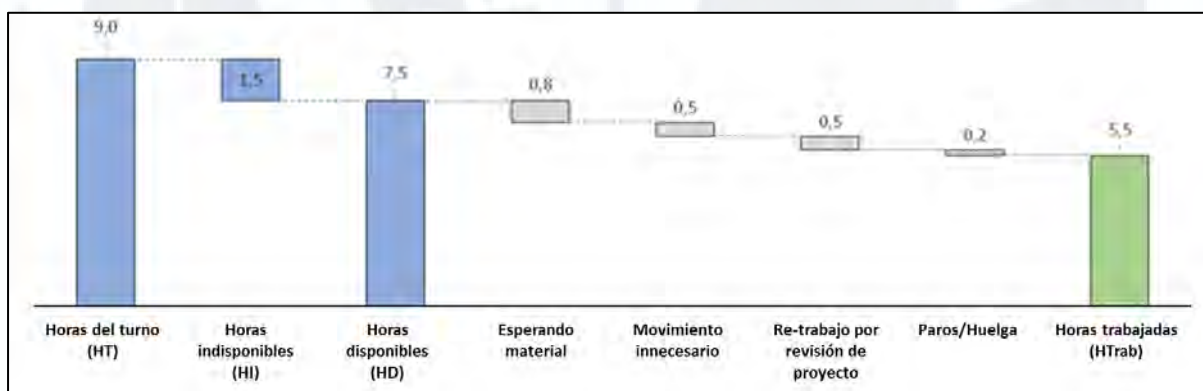 9,0
1,5
7,5
0,8
0,5
0,5
0,2
5,5
Horas del turno
(HT)
Horas
indisponibles
(HI)
Horas
disponibles
(HD)
Esperando
material
Movimiento
innecesario
Re-trabajo por
revisión de
proyecto
Paros/Huelga
Horas trabajadas
(HTrab)